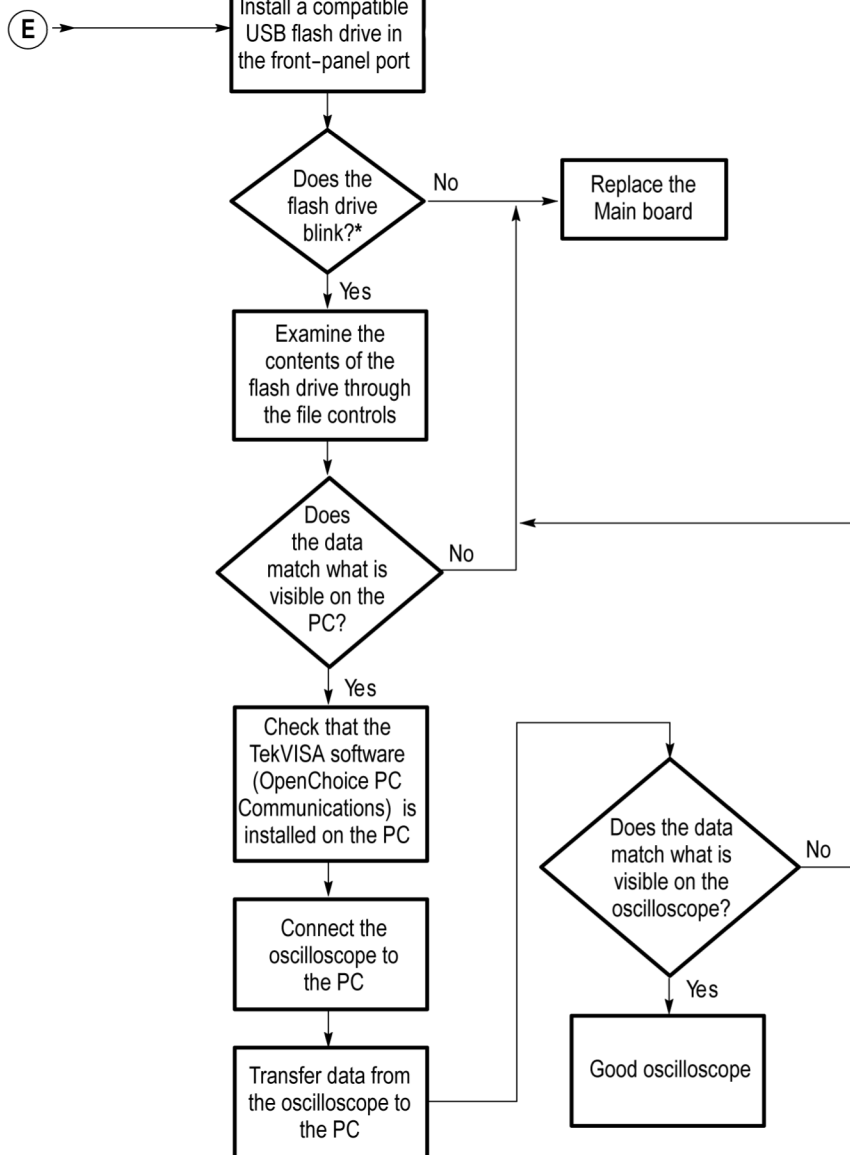 E
Install a compatible
USB flash drive in
the front-panel port
Does the
flash drive
blink?*
No
Replace the
Main board
Yes
Examine the
contents of the
flash drive through
the file controls
Does
the data
match what is
visible on the
PC?
No
Yes
Check that the
TekVISA software
(OpenChoice PC
Communications) is
installed on the PC
Connect the
oscilloscope to
the PC
Transfer data from
the oscilloscope to
the PC
Does the data
match what is
visible on the
oscilloscope?
No
Yes
Good oscilloscope